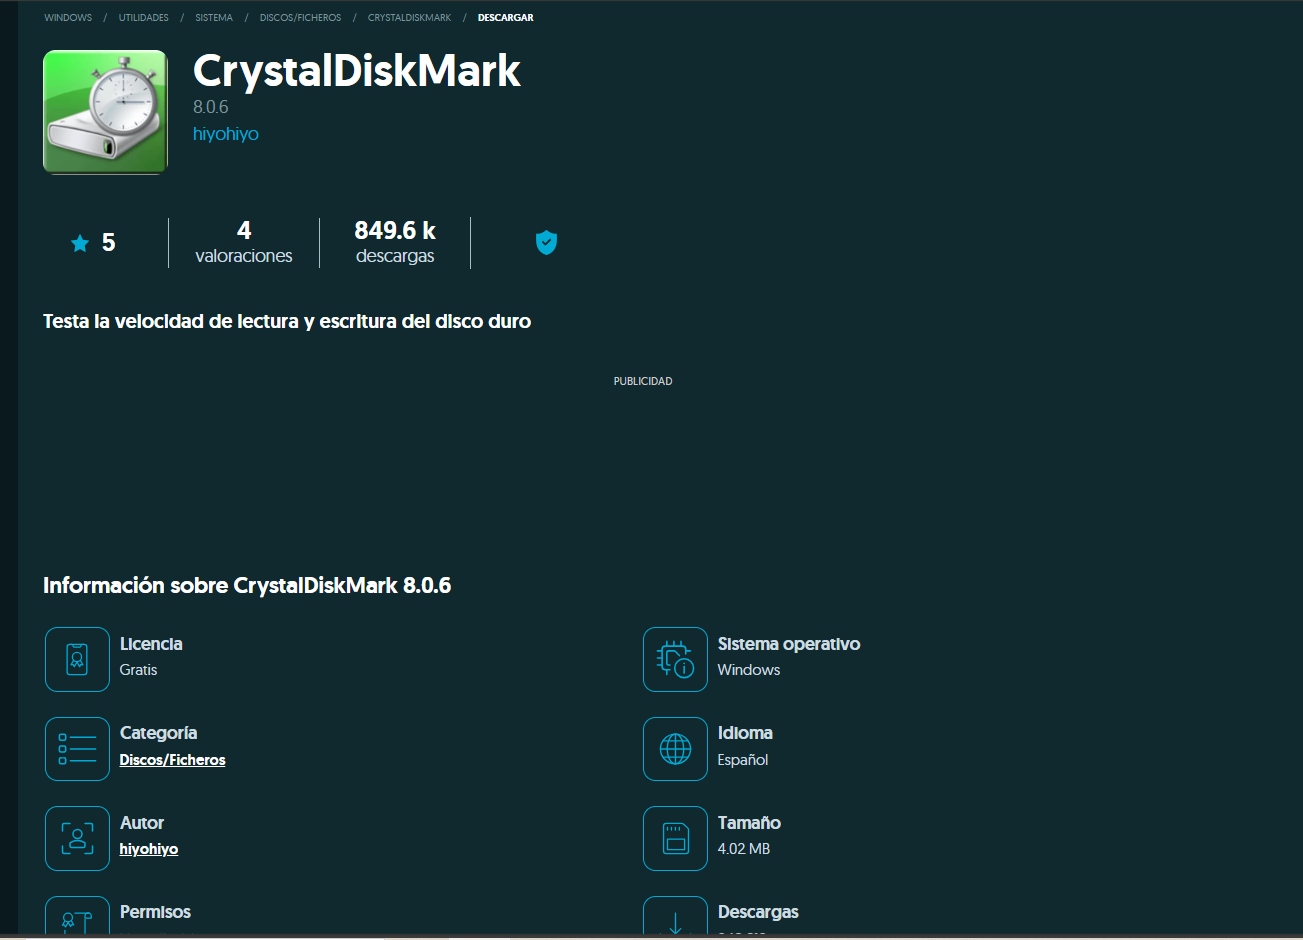 WINDOWS / UTILIDADES / SISTEMA / DISCOS/FICHEROS / CRYSTALDISKMARK / DESCARGAR
CrystalDiskMark
8.0.6
hiyohiyo
5
4
valoraciones
849.6 k
descargas
Testa la velocidad de lectura y escritura del disco duro
PUBLICIDAD
Información sobre CrystalDiskMark 8.0.6
Licencia
Gratis
Sistema operativo
Windows
Categoría
Discos/Ficheros
Idioma
Español
Autor
hiyohiyo
Tamaño
4.02 MB
Permisos
Descargas